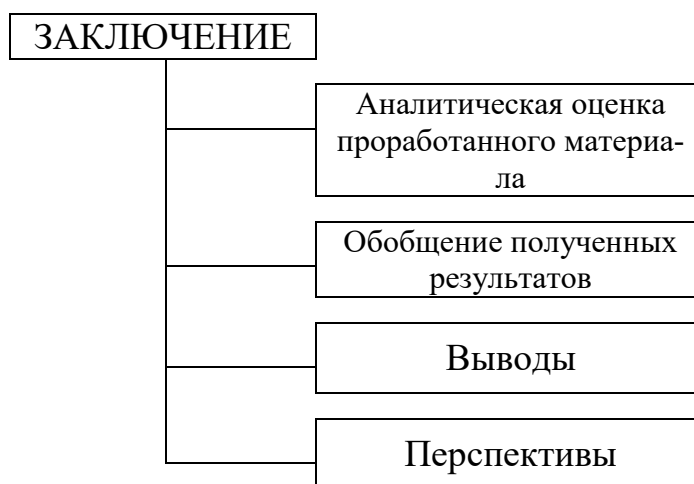 ЗАКЛЮЧЕНИЕ
Аналитическая оценка
проработанного материа-
ла
Обобщение полученных
результатов
Выводы
Перспективы